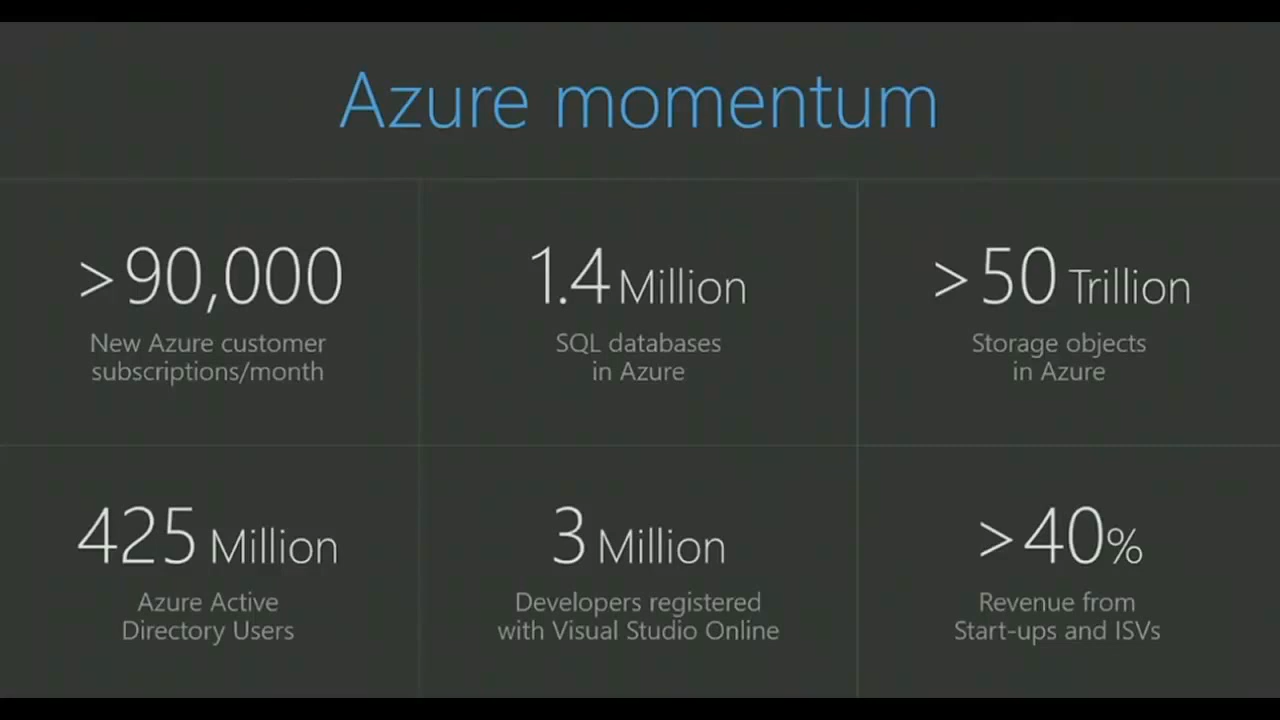 Azure momentum
>90,000
New Azure customer
subscriptions/month
1.4 Million
SQL databases
in Azure
>50 Trillion
Storage objects
in Azure
425 Million
Azure Active
Directory Users
3 Million
Developers registered
with Visual Studio Online
>40%
Revenue from
Start-ups and ISVs